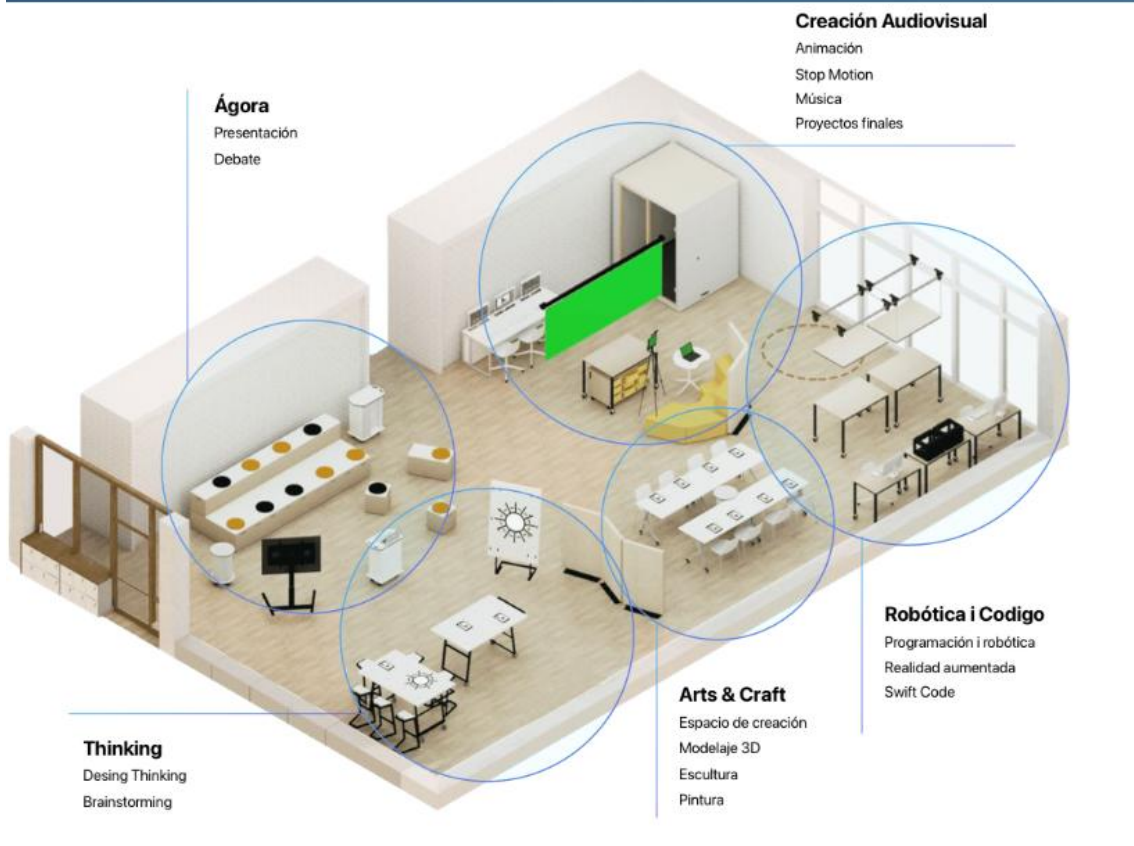 Creación Audiovisual
Animación
Stop Motion
Música
Proyectos finales
Ágora
Presentación
Debate
Robótica i Codigo
Programación i robótica
Realidad aumentada
Swift Code
Arts & Craft
Espacio de creación
Modelaje 3D
Escultura
Pintura
Thinking
Desing Thinking
Brainstorming